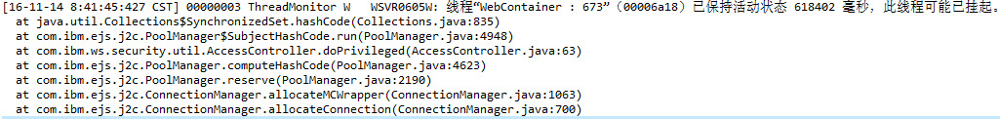 [16-11-14 8:41:45:427 CST] 00000003 ThreadMonitor W   WSVR0605W: 线程“WebContainer : 673”（00006a18）已保持活动状态 618402 毫秒，此线程可能已挂起。
at java.util.Collections$SynchronizedSet.hashCode(Collections.java:835)
at com.ibm.ejs.j2c.PoolManager$SubjectHashCode.run(PoolManager.java:4948)
at com.ibm.ws.security.util.AccessController.doPrivileged(AccessController.java:63)
at com.ibm.ejs.j2c.PoolManager.computeHashCode(PoolManager.java:4623)
at com.ibm.ejs.j2c.PoolManager.reserve(PoolManager.java:2190)
at com.ibm.ejs.j2c.ConnectionManager.allocateMCWrapper(ConnectionManager.java:1063)
at com.ibm.ejs.j2c.ConnectionManager.allocateConnection(ConnectionManager.java:700)